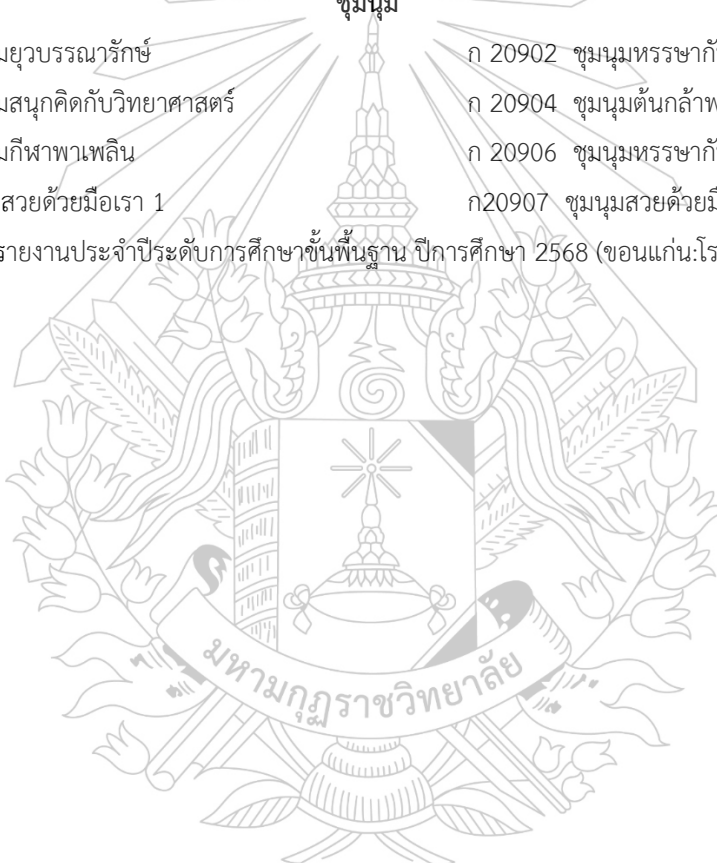 ชุมนุม
มยุวบรรณารักษ์ ก 20902 ชุมนุมหรรษากั
มสนุกคิดกับวิทยาศาสตร์ ก 20904 ชุมนุมต้นกล้าพ
มกีฬาพาเพลิน ก 20906 ชุมนุมหรรษากั
สวยด้วยมือเรา 1 ก20907 ชุมนุมสวยด้วยมื
รายงานประจำปีระดับการศึกษาขั้นพื้นฐาน ปีการศึกษา 2568 (ขอนแก่น:โร
มหามกุฏราชวิทยาลัย